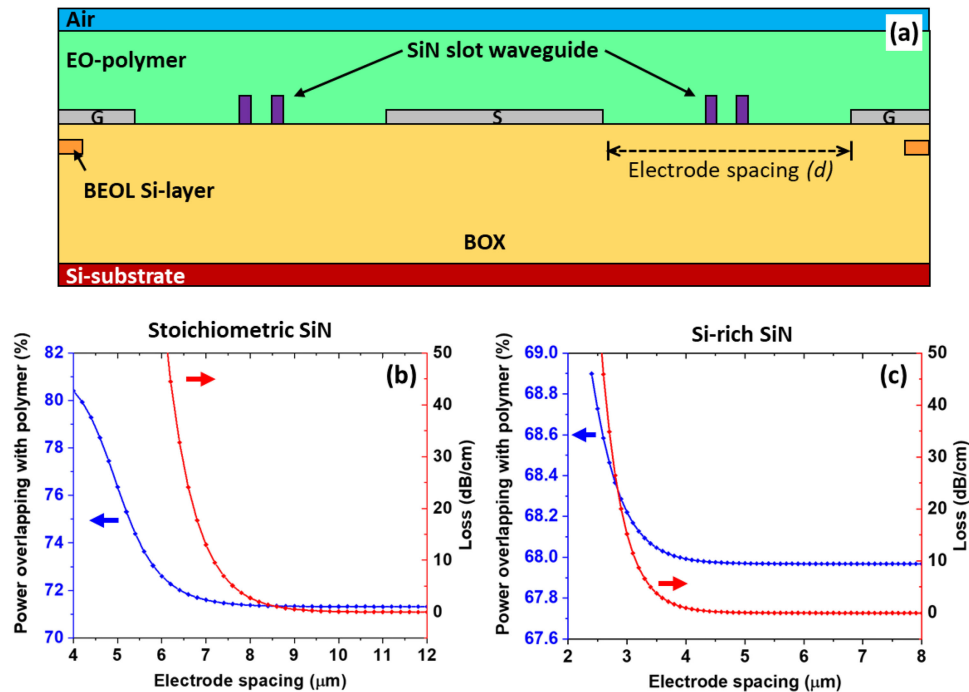 Air
(a)
EO-polymer
SiN slot waveguide
G
S
G
Electrode spacing (d)
BEOL Si-layer
BOX
Si-substrate
Stoichiometric SiN
(b)
Power overlapping with polymer (%)
82
80
78
76
74
72
70
50
40
30
20
10
0
Loss (dB/cm)
4 5 6 7 8 9 10 11 12
Electrode spacing (μm)
Si-rich SiN
(c)
Power overlapping with polymer (%)
69.0
68.8
68.6
68.4
68.2
68.0
67.8
67.6
50
40
30
20
10
0
Loss (dB/cm)
2 3 4 5 6 7 8
Electrode spacing (μm)